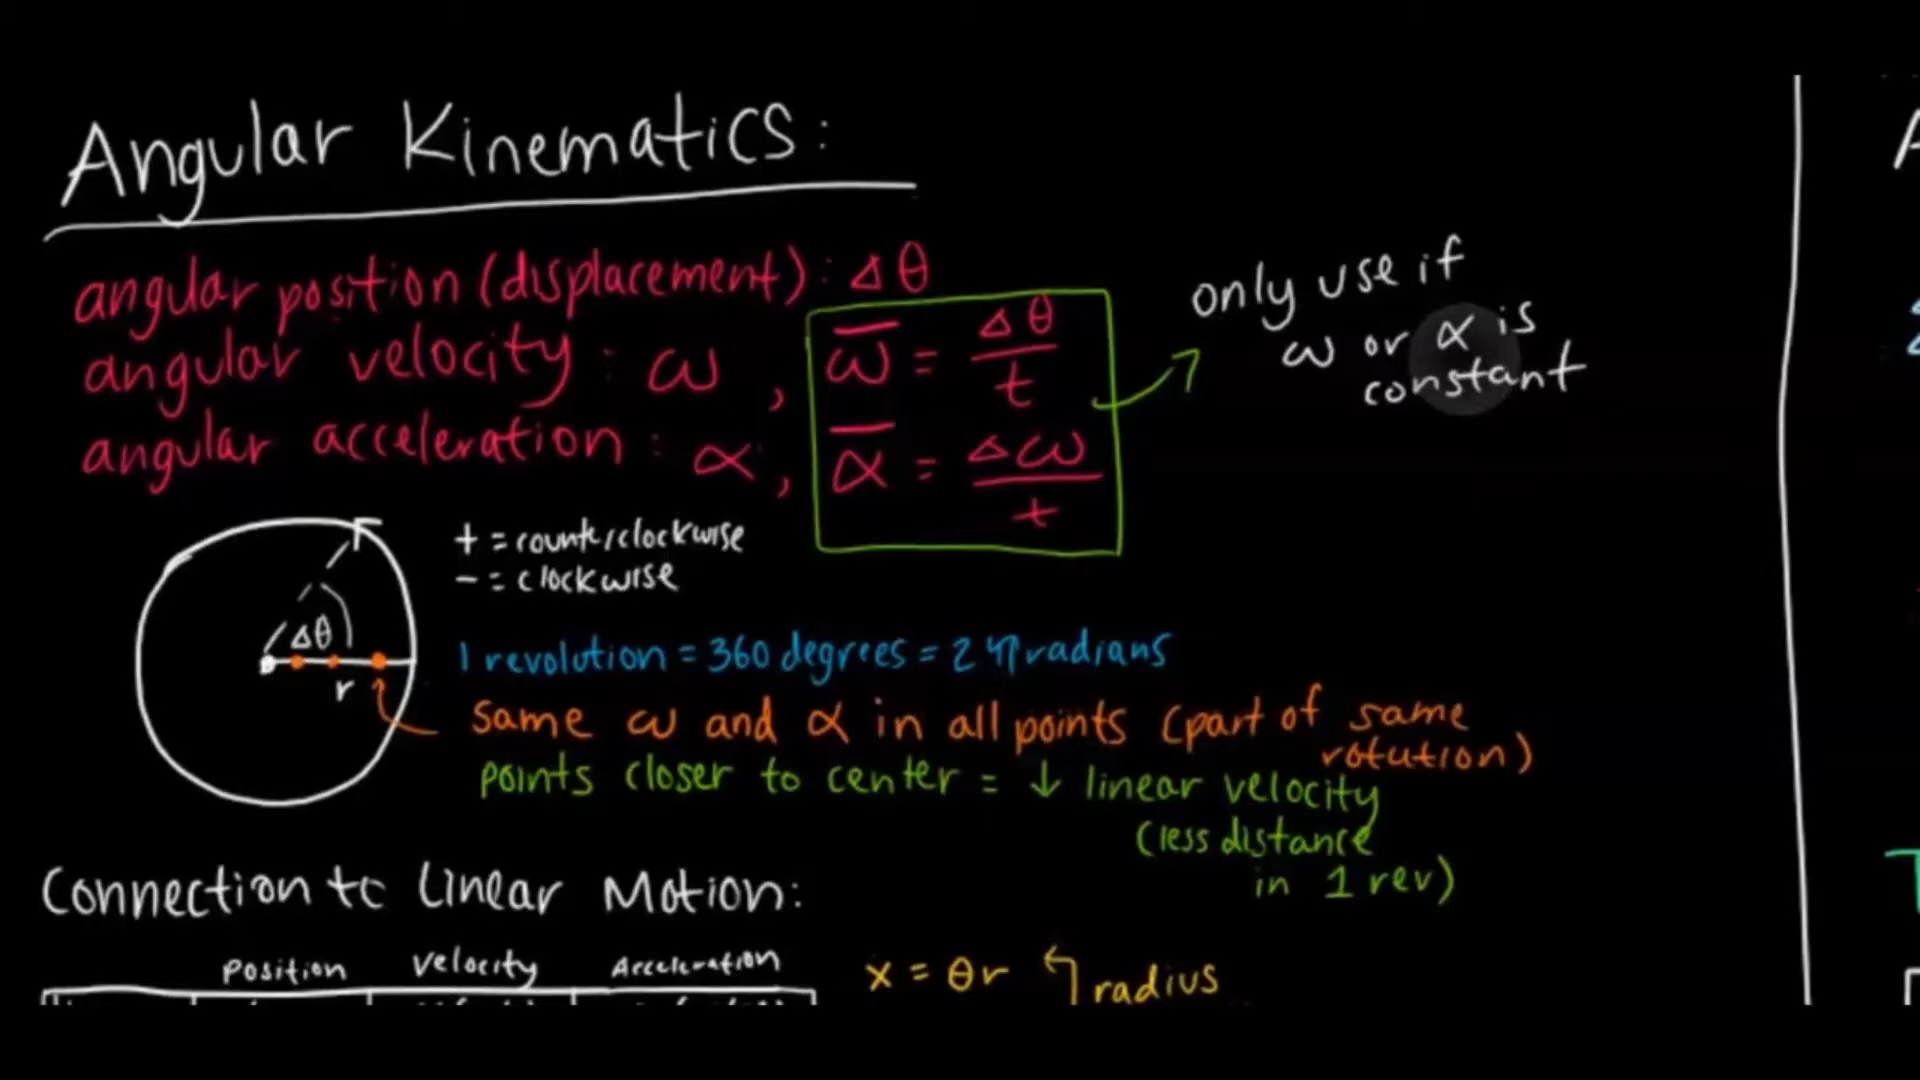 Angular Kinematics:
angular position (displacement): Δθ
angular velocity: ω, ω̅ = Δθ/t
angular acceleration: α, α̅ = Δω/t
only use if
ω or α is
constant
+ = counterclockwise
- = clockwise
Δθ
r
1 revolution = 360 degrees = 2π radians
same ω and α in all points (part of same
rotution)
points closer to center = ↓ linear velocity
(less distance
in 1 rev)
Connection to Linear Motion:
Position Velocity Acceleration
x = θr radius